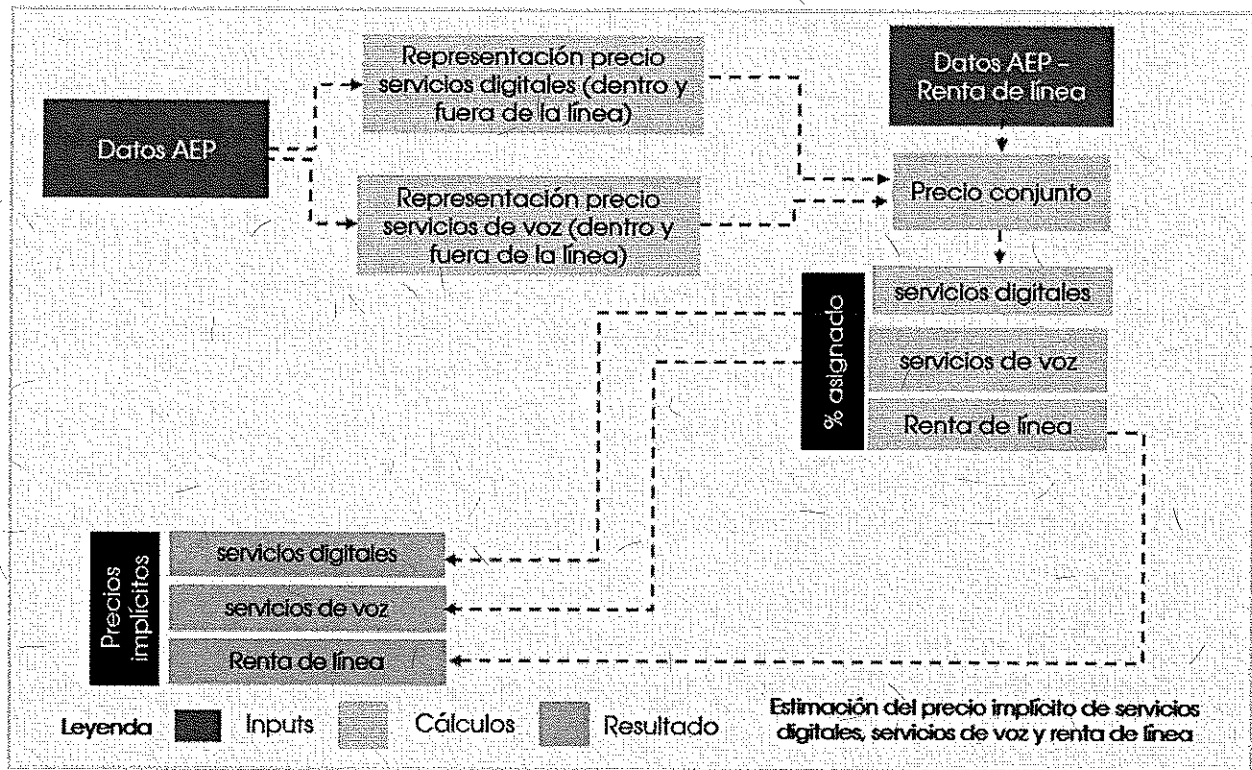 Representación precio
servicios digitales (dentro y
fuera de la línea)
Datos AEP –
Renta de línea
Datos AEP
Representación precio
servicios de voz (dentro y
fuera de la línea)
Precio conjunto
% asignado
servicios digitales
servicios de voz
Renta de línea
Precios
implícitos
servicios digitales
servicios de voz
Renta de línea
Leyenda
Inputs
Cálculos
Resultado
Estimación del precio implícito de servicios
digitales, servicios de voz y renta de línea